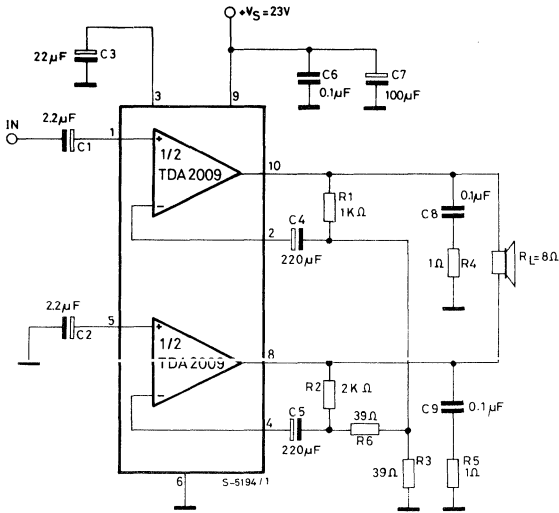 +VS=23V
22µF
C3
C6
0.1µF
C7
100µF
3
9
IN
2.2µF
C1
1
+
1/2
TDA2009
−
10
R1
1KΩ
0.1µF
C8
2
C4
220µF
1Ω
R4
RL=8Ω
2.2µF
C2
5
+
1/2
TDA2009
−
8
R2
2KΩ
C9
0.1µF
4
C5
220µF
39Ω
R6
39Ω
R3
R5
1Ω
6
S-5194/1